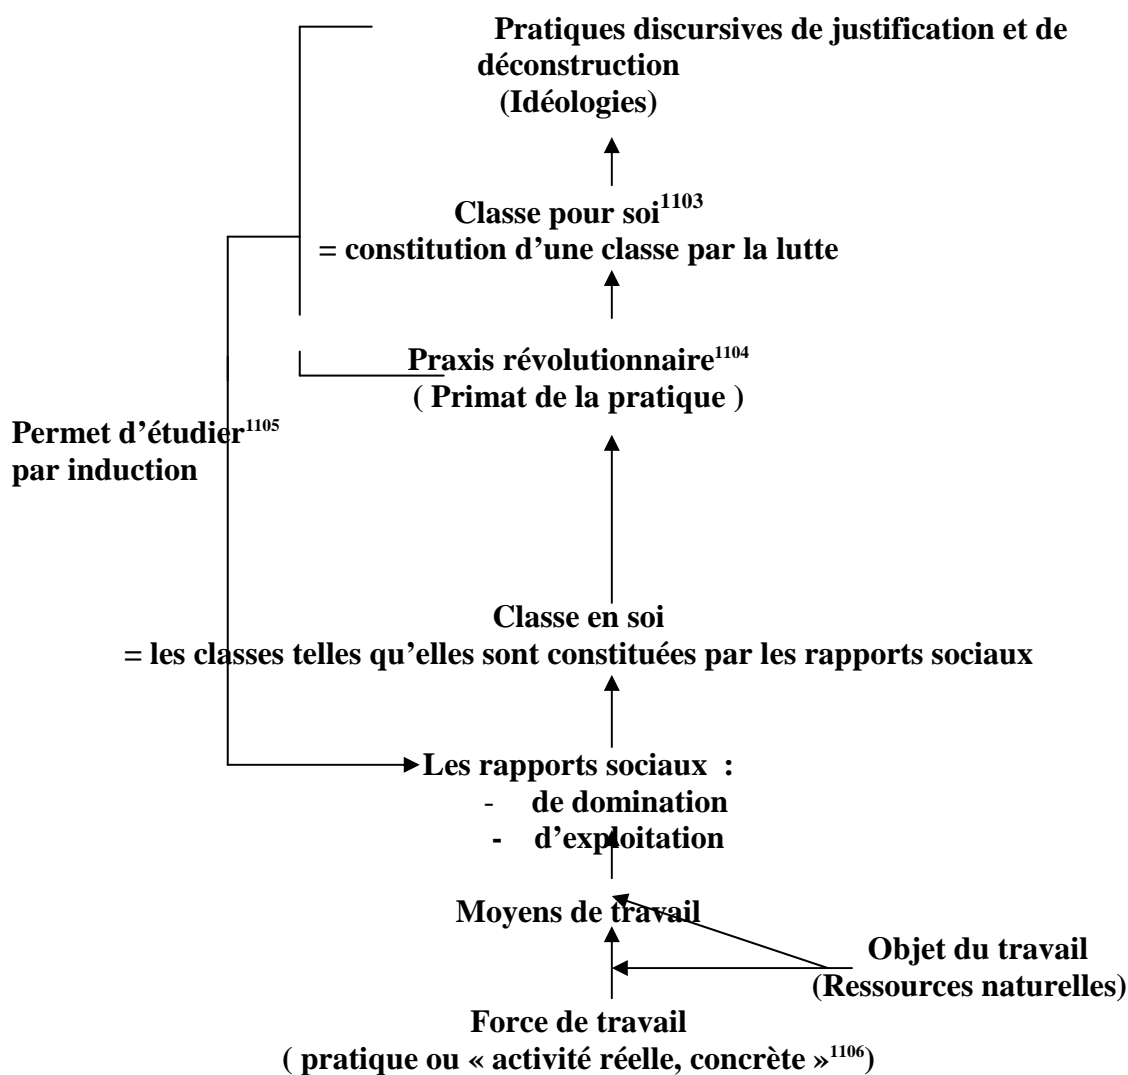 Pratiques discursives de justification et de
déconstruction
(Idéologies)
Classe pour soi1103
= constitution d’une classe par la lutte
Praxis révolutionnaire1104
( Primat de la pratique )
Permet d’étudier1105
par induction
Classe en soi
= les classes telles qu’elles sont constituées par les rapports sociaux
Les rapports sociaux :
- de domination
- d’exploitation
Moyens de travail
Objet du travail
(Ressources naturelles)
Force de travail
( pratique ou « activité réelle, concrète »1106)